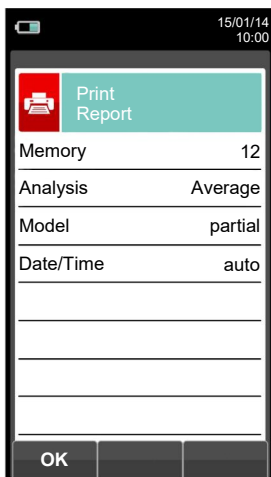 15/01/14
10:00
Print
Report
Memory 12
Analysis Average
Model partial
Date/Time auto
OK